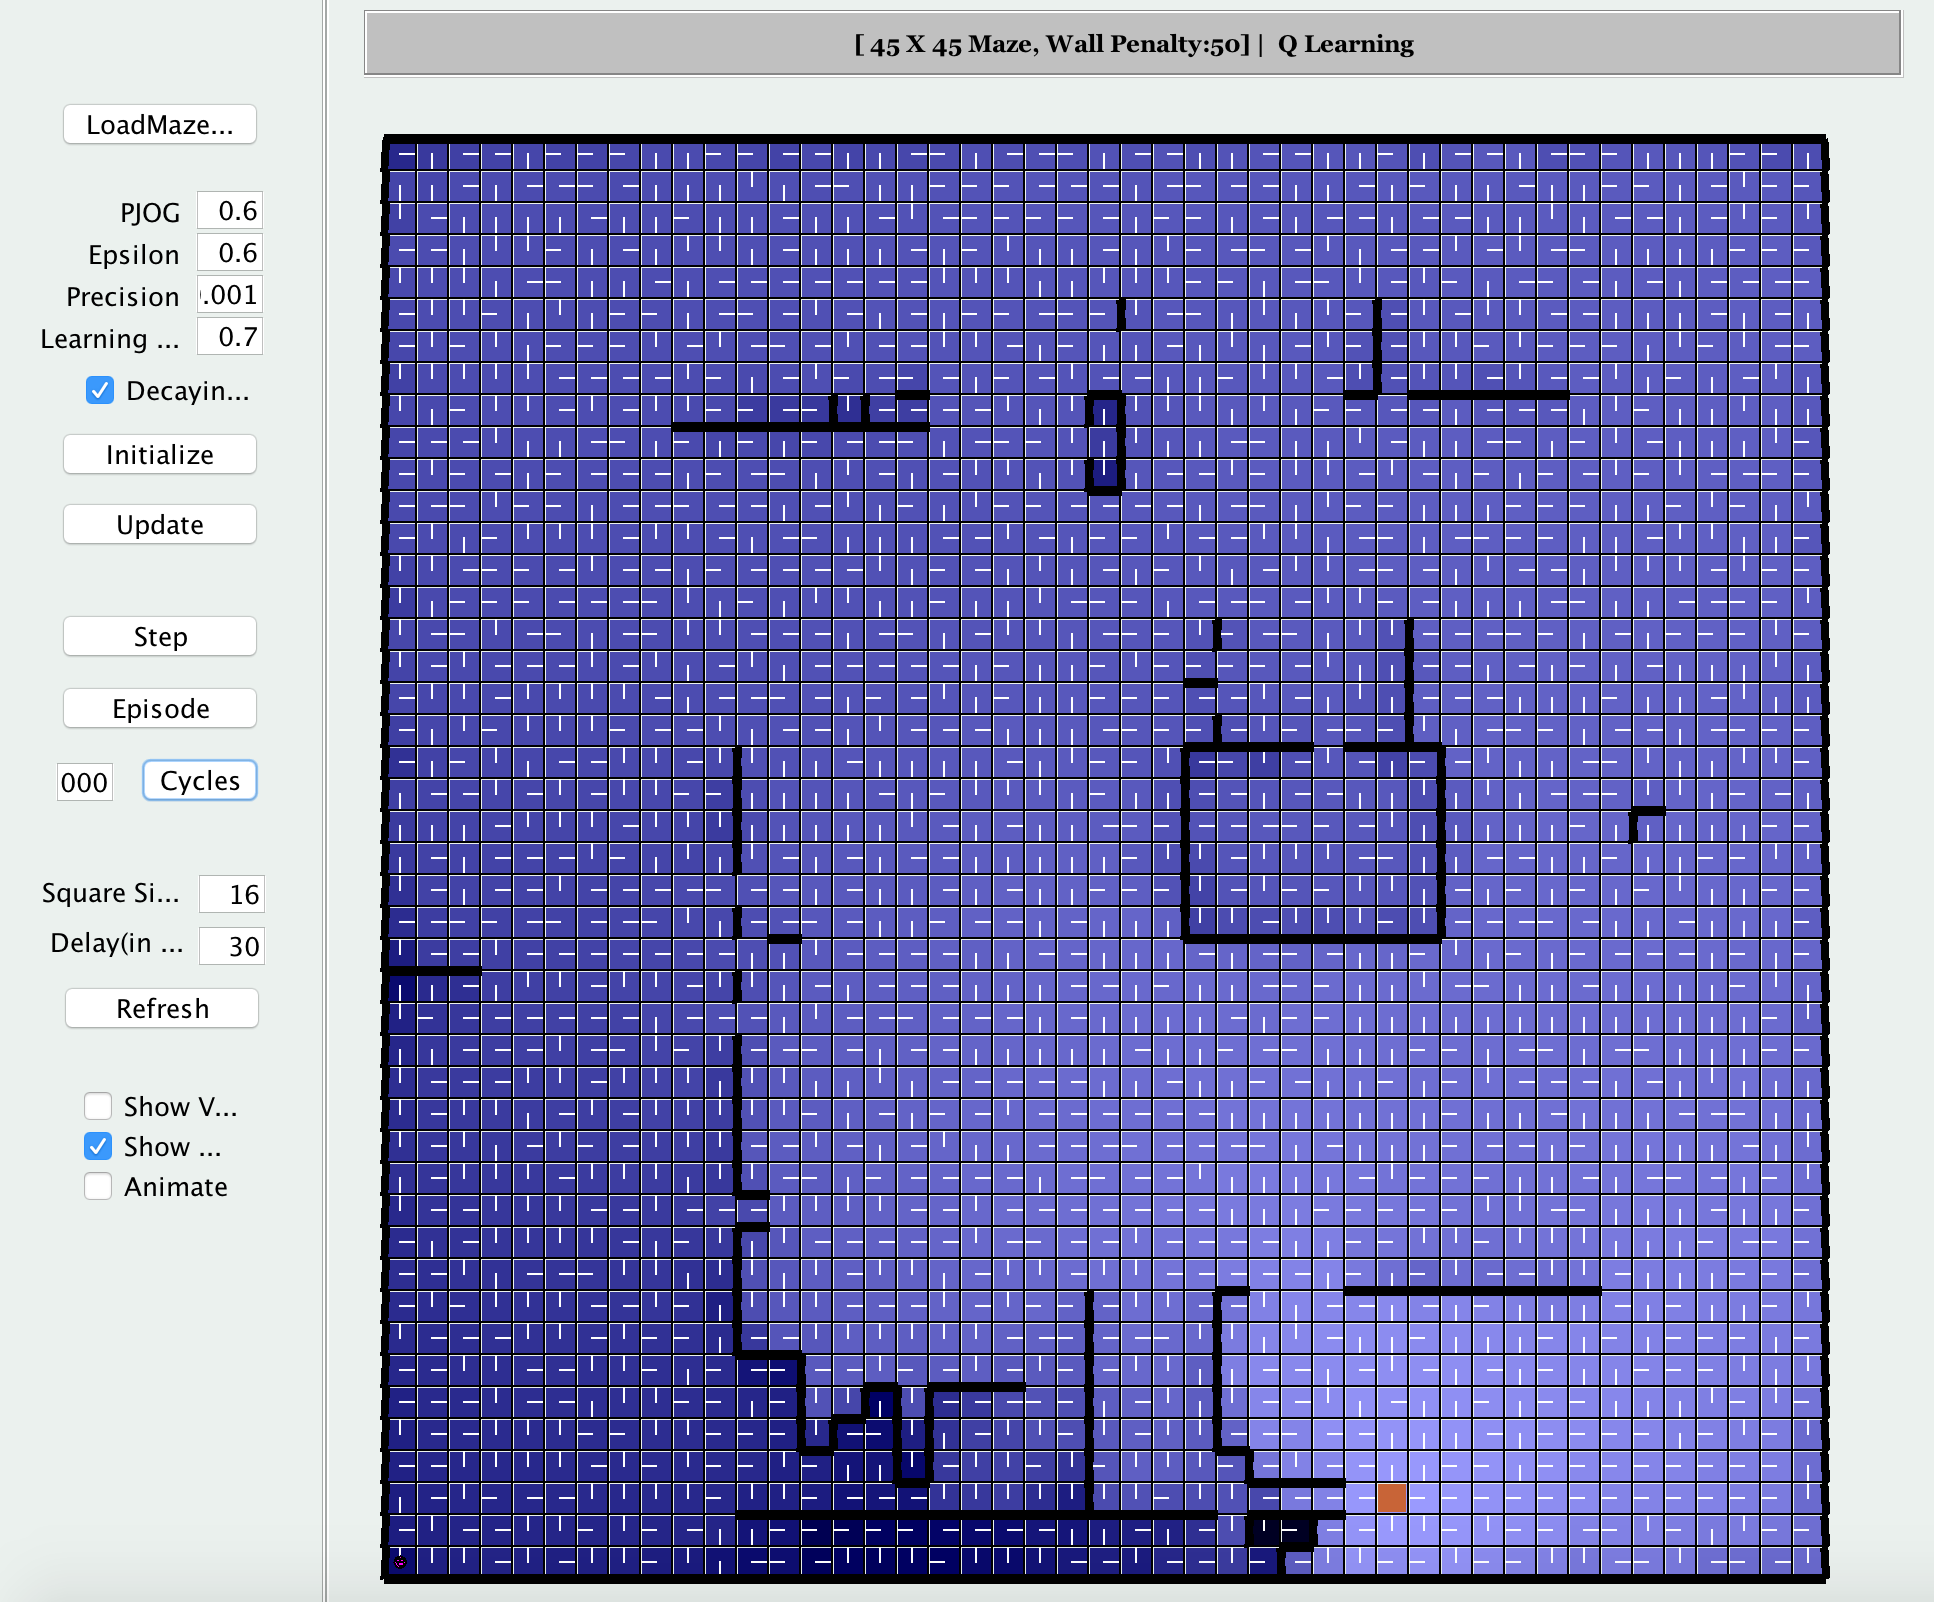 [ 45 X 45 Maze, Wall Penalty:50] | Q Learning
LoadMaze...
PJOG 0.6
Epsilon 0.6
Precision .001
Learning ... 0.7
Decayin...
Initialize
Update
Step
Episode
000 Cycles
Square Si... 16
Delay(in ... 30
Refresh
Show V...
Show ...
Animate